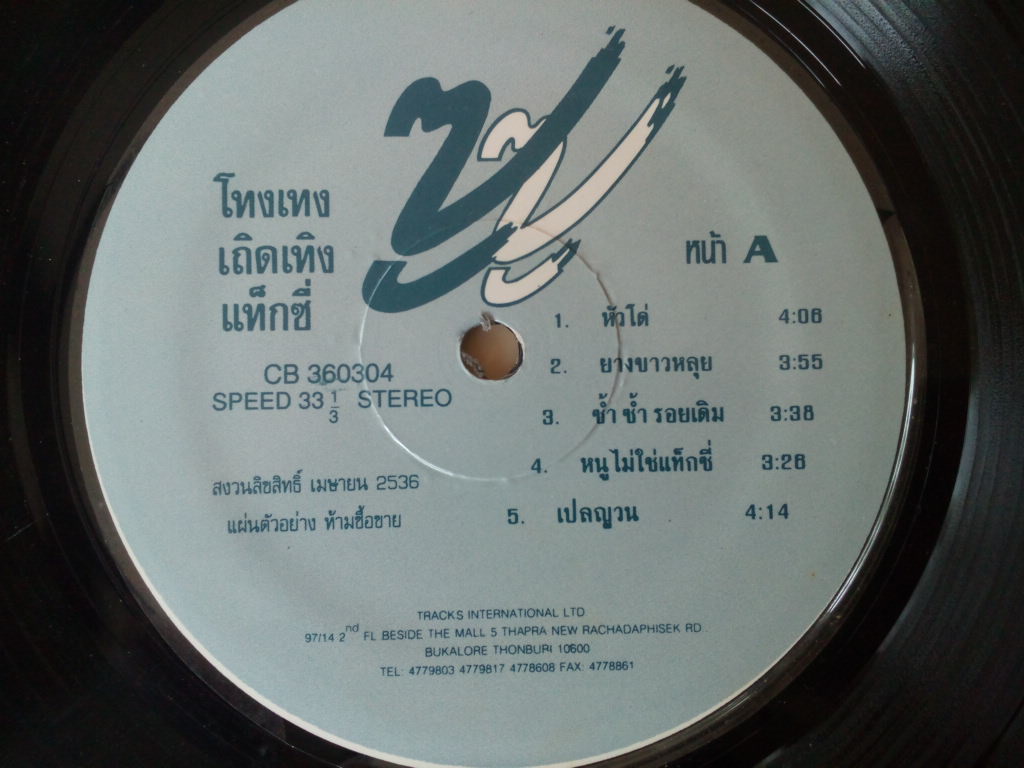 ซน
โทงเทง
เถิดเทิง
แท็กซี่
CB 360304
SPEED 33 1/3 STEREO
สงวนลิขสิทธิ์ เมษายน 2536
แผ่นตัวอย่าง ห้ามซื้อขาย
หน้า A
1. หัวโด่ 4:06
2. ยางขาวหลุย 3:55
3. ช้ำ ช้ำ รอยเดิม 3:38
4. หนูไม่ใช่แท็กซี่ 3:26
5. เปลญวน 4:14
TRACKS INTERNATIONAL LTD
97/14 2nd FL BESIDE THE MALL 5 THAPRA NEW RACHADAPHISEK RD.
BUKALORE THONBURI 10600
TEL: 4779803 4779817 4778608 FAX: 4778861